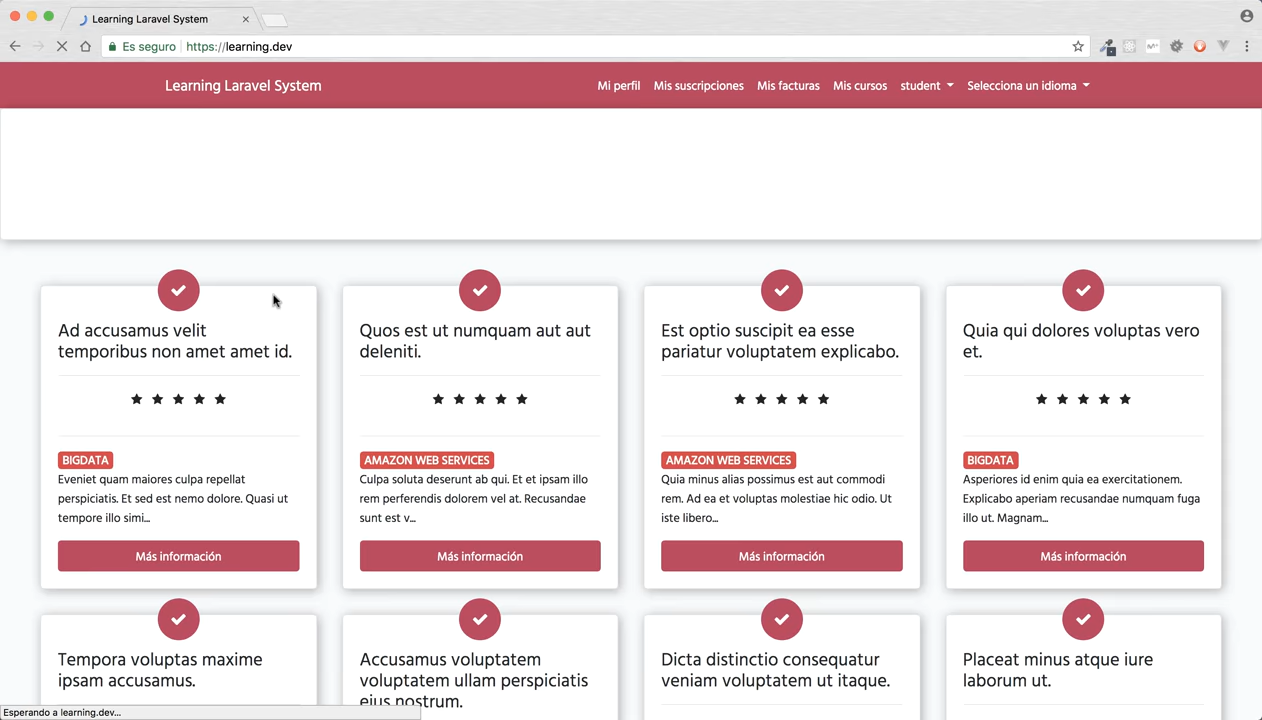 Learning Laravel System
Es seguro https://learning.dev
Learning Laravel System Mi perfil Mis suscripciones Mis facturas Mis cursos student Selecciona un idioma
Ad accusamus velit
temporibus non amet amet id.
BIGDATA
Eveniet quam maiores culpa repellat
perspiciatis. Et sed est nemo dolore. Quasi ut
tempore illo simi...
Más información
Quos est ut numquam aut aut
deleniti.
AMAZON WEB SERVICES
Culpa soluta deserunt ab qui. Et et ipsam illo
rem perferendis dolorem vel at. Recusandae
sunt est v...
Más información
Est optio suscipit ea esse
pariatur voluptatem explicabo.
AMAZON WEB SERVICES
Quia minus alias possimus est aut commodi
rem. Ad ea et voluptas molestiae hic odio. Ut
iste libero...
Más información
Quia qui dolores voluptas vero
et.
BIGDATA
Asperiores id enim quia ea exercitationem.
Explicabo aperiam recusandae numquam fuga
illo ut. Magnam...
Más información
Tempora voluptas maxime
ipsam accusamus.
Accusamus voluptatem
voluptatem ullam perspiciatis
eius nostrum.
Dicta distinctio consequatur
veniam voluptatem ut itaque.
Placeat minus atque iure
laborum ut.
Esperando a learning.dev...